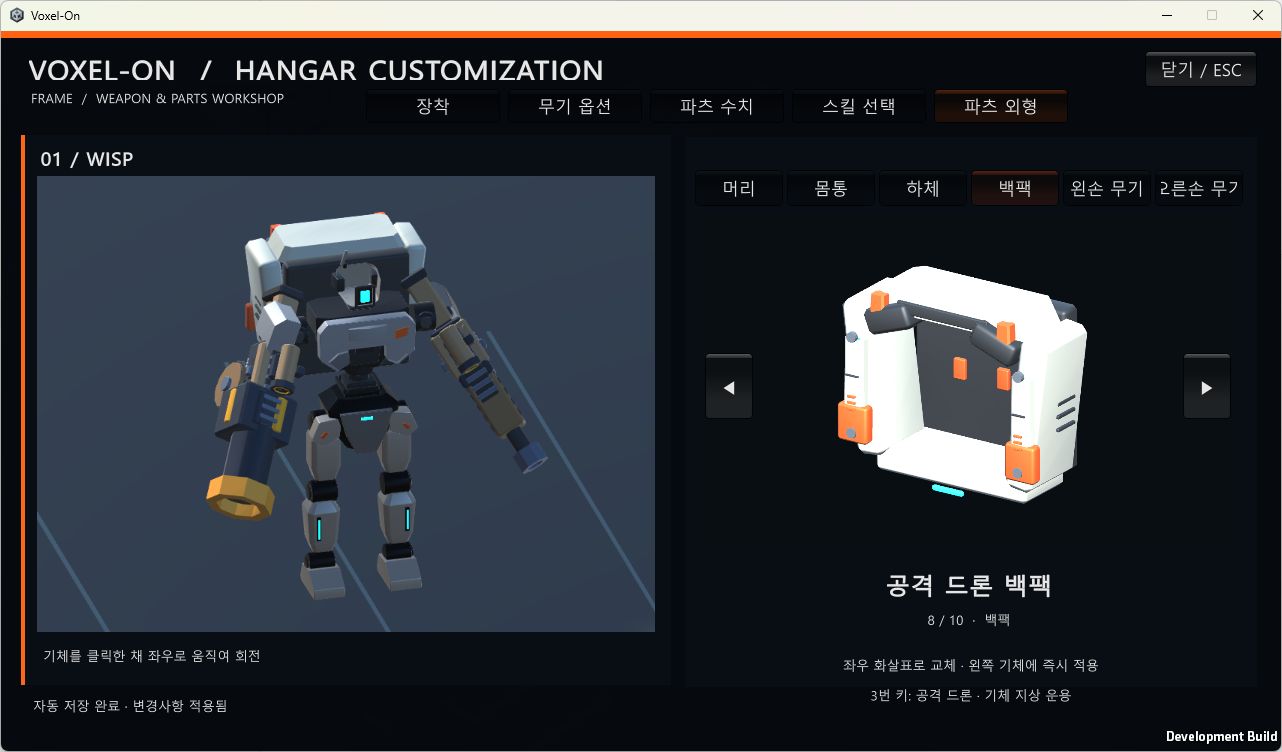 Voxel-On
VOXEL-ON / HANGAR CUSTOMIZATION
닫기 / ESC
FRAME / WEAPON & PARTS WORKSHOP
장착
무기 옵션
파츠 수치
스킬 선택
파츠 외형
01 / WISP
머리
몸통
하체
백팩
왼손 무기
오른손 무기
◀
▶
공격 드론 백팩
8 / 10 · 백팩
좌우 화살표로 교체 · 왼쪽 기체에 즉시 적용
3번 키: 공격 드론 · 기체 지상 운용
기체를 클릭한 채 좌우로 움직여 회전
자동 저장 완료 · 변경사항 적용됨
Development Build